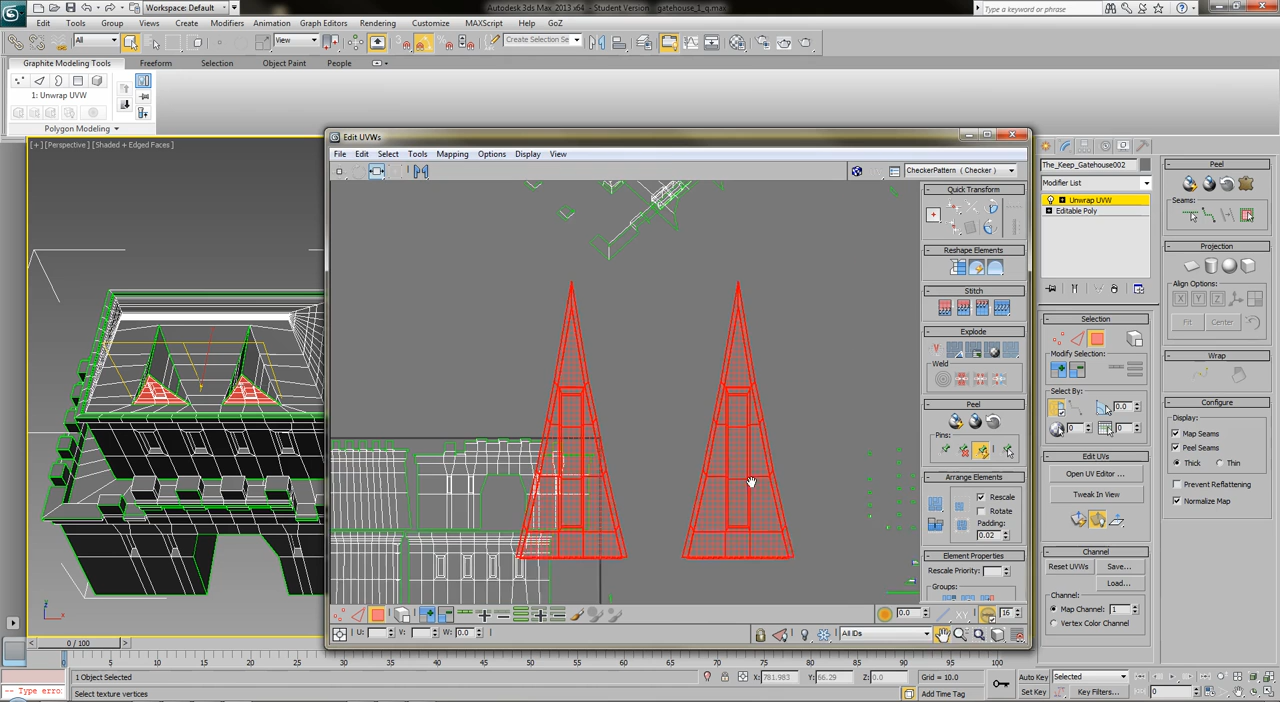 Workspace: Default
Autodesk 3ds Max 2013 x64 - Student Version   gatehouse_1_q.max
Type a keyword or phrase
Edit Tools Group Views Create Modifiers Animation Graph Editors Rendering Customize MAXScript Help GoZ
All View Create Selection Se
Graphite Modeling Tools Freeform Selection Object Paint People
1: Unwrap UVW
Polygon Modeling
[+] [Perspective] [Shaded + Edged Faces]
Edit UVWs
File Edit Select Tools Mapping Options Display View
CheckerPattern ( Checker )
Quick Transform
Reshape Elements
Stitch
Explode
Weld
Peel
Pins:
Arrange Elements
Rescale
Rotate
Padding:
0.02
Element Properties
Rescale Priority:
Groups:
0.0 XY 16
U: V: W: 0.0 All IDs
The_Keep_Gatehouse002
Modifier List
Unwrap UVW
Editable Poly
Selection
Modify Selection:
Select By:
0.0
0 0
Edit UVs
Open UV Editor ...
Tweak In View
Channel
Reset UVWs Save...
Load...
Channel:
Map Channel: 1
Vertex Color Channel
Peel
Seams:
Projection
Align Options:
X Y Z
Fit Center
Wrap
Configure
Display:
Map Seams
Peel Seams
Thick Thin
Prevent Reflattening
Normalize Map
0 / 100
0 5 10 15 20 25 30 35 40 45 50 55 60 65 70 75 80 85 90 95 100
1 Object Selected X: 781.983 Y: 66.29 Z: 0.0 Grid = 10.0 Auto Key Selected
-- Type erro: Select texture vertices Add Time Tag Set Key Key Filters... 0